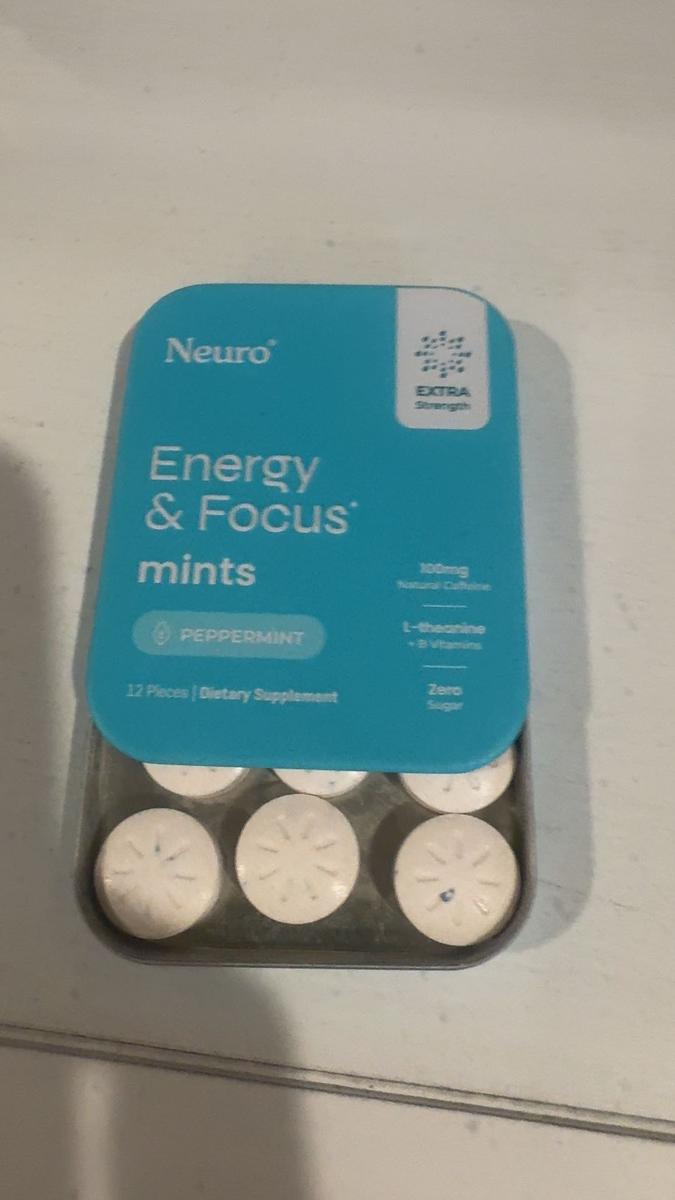 Neuro®
EXTRA
Strength
Energy
& Focus*
mints
PEPPERMINT
12 Pieces | Dietary Supplement
100mg
Natural Caffeine
L-theanine
+ B Vitamins
Zero
Sugar